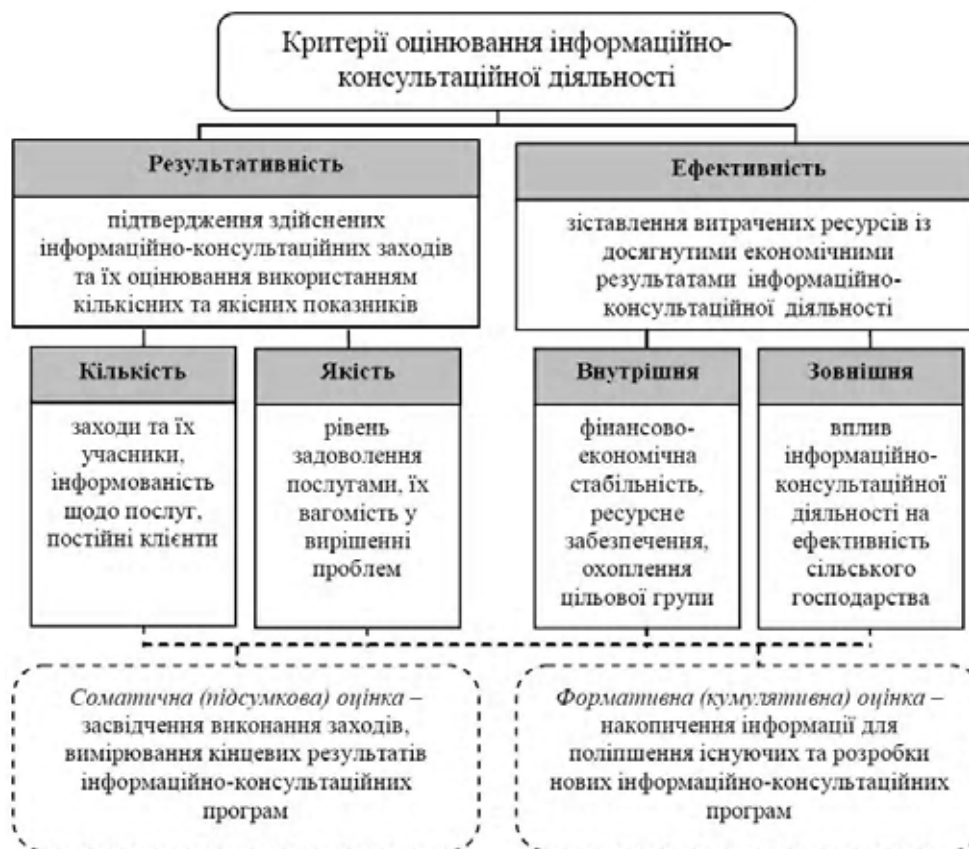 Критерії оцінювання інформаційно-
консультаційної діяльності
Результативність
підтвердження здійснених
інформаційно-консультаційних заходів
та їх оцінювання використанням
кількісних та якісних показників
Ефективність
зіставлення витрачених ресурсів із
досягнутими економічними
результатами інформаційно-
консультаційної діяльності
Кількість
заходи та їх
учасники,
інформованість
щодо послуг,
постійні клієнти
Якість
рівень
задоволення
послугами, їх
вагомість у
вирішенні
проблем
Внутрішня
фінансово-
економічна
стабільність,
ресурсне
забезпечення,
охоплення
цільової групи
Зовнішня
вплив
інформаційно-
консультаційної
діяльності на
ефективність
сільського
господарства
Соматична (підсумкова) оцінка –
засвідчення виконання заходів,
вимірювання кінцевих результатів
інформаційно-консультаційних
програм
Формативна (кумулятивна) оцінка –
накопичення інформації для
поліпшення існуючих та розробки
нових інформаційно-консультаційних
програм